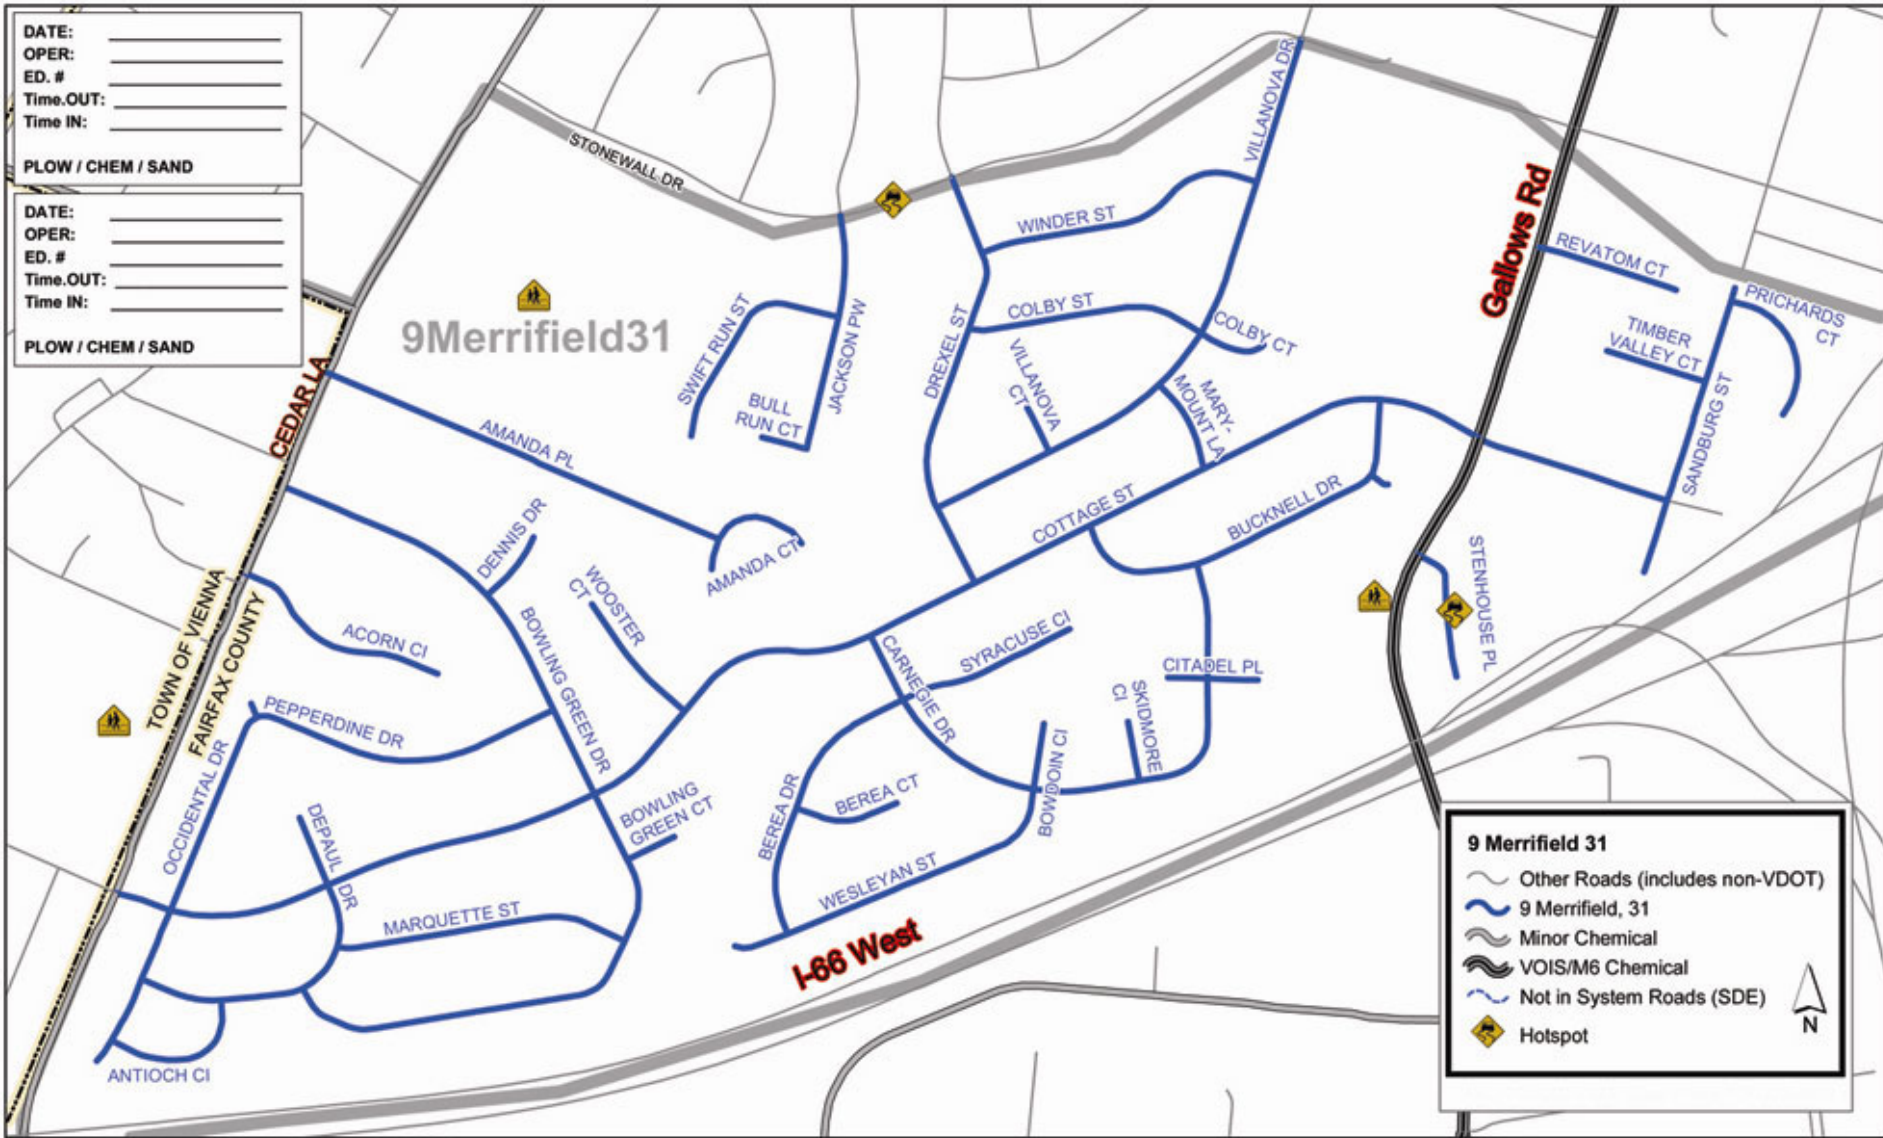 DATE:
OPER:
ED. #
Time.OUT:
Time IN:
PLOW / CHEM / SAND
DATE:
OPER:
ED. #
Time.OUT:
Time IN:
PLOW / CHEM / SAND
STONEWALL DR
VILLANOVA DR
WINDER ST
Gallows Rd
REVATOM CT
PRICHARDS
CT
TIMBER
VALLEY CT
SANDBURG ST
9Merrifield31
SWIFT RUN ST
JACKSON PW
BULL
RUN CT
DREXEL ST
COLBY ST
COLBY CT
VILLANOVA
CT
MARY-
MOUNT LA
CEDAR LA
AMANDA PL
AMANDA CT
DENNIS DR
WOOSTER
CT
COTTAGE ST
BUCKNELL DR
STENHOUSE PL
TOWN OF VIENNA
FAIRFAX COUNTY
ACORN CI
BOWLING GREEN DR
SYRACUSE CI
CARNEGIE DR
CITADEL PL
SKIDMORE
CI
PEPPERDINE DR
OCCIDENTAL DR
DEPAUL DR
BOWLING
GREEN CT
BEREA DR
BEREA CT
BOWDOIN CI
WESLEYAN ST
MARQUETTE ST
I-66 West
ANTIOCH CI
9 Merrifield 31
Other Roads (includes non-VDOT)
9 Merrifield, 31
Minor Chemical
VOIS/M6 Chemical
Not in System Roads (SDE)
Hotspot
N